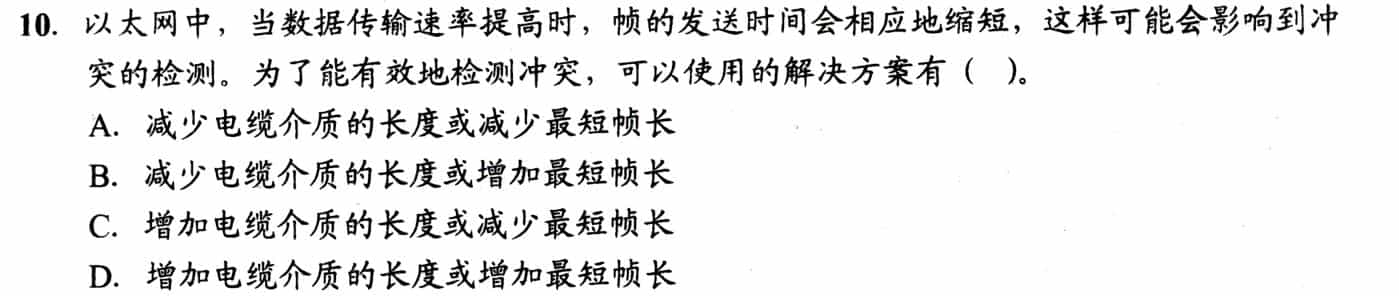 10. 以太网中，当数据传输速率提高时，帧的发送时间会相应地缩短，这样可能会影响到冲
突的检测。为了能有效地检测冲突，可以使用的解决方案有（ ）。
A. 减少电缆介质的长度或减少最短帧长
B. 减少电缆介质的长度或增加最短帧长
C. 增加电缆介质的长度或减少最短帧长
D. 增加电缆介质的长度或增加最短帧长